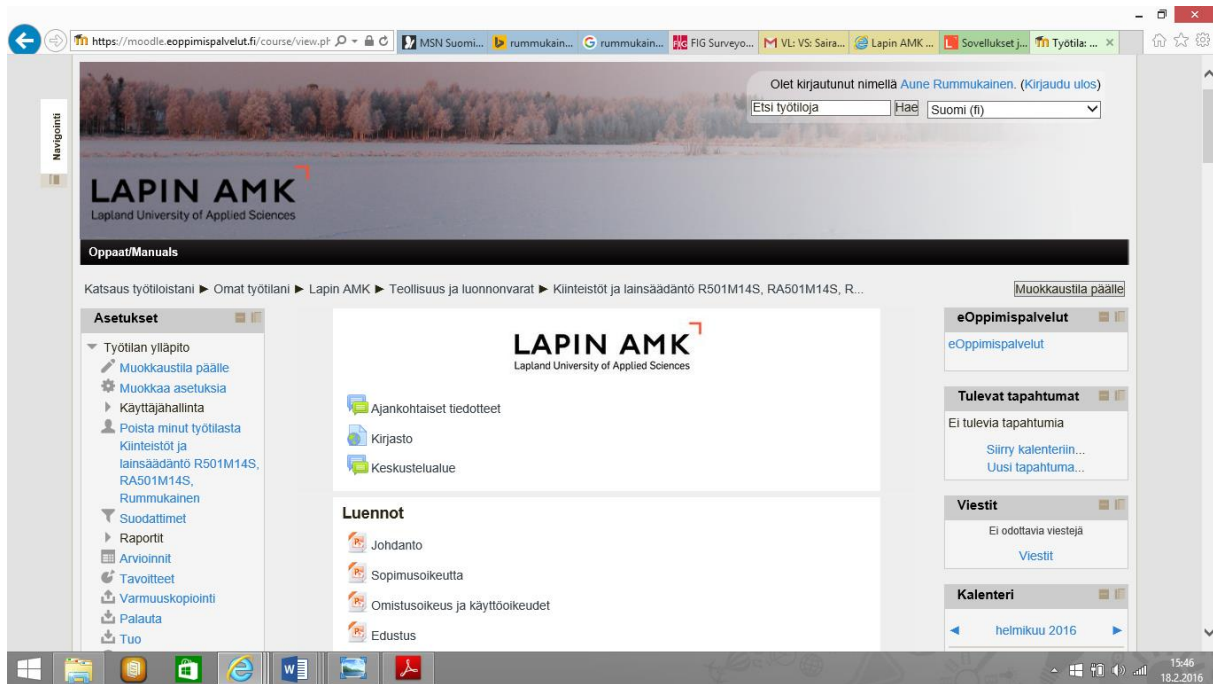 https://moodle.eoppimispalvelut.fi/course/view.ph
MSN Suomi...
rummukain...
rummukain...
FIG Surveyo...
VL: VS: Saira...
Lapin AMK ...
Sovellukset j...
Työtila: ...
Navigointi
Olet kirjautunut nimellä Aune Rummukainen. (Kirjaudu ulos)
Etsi työtiloja Hae Suomi (fi)
LAPIN AMK
Lapland University of Applied Sciences
Oppaat/Manuals
Katsaus työtiloistani ► Omat työtilani ► Lapin AMK ► Teollisuus ja luonnonvarat ► Kiinteistöt ja lainsäädäntö R501M14S, RA501M14S, R...
Muokkaustila päälle
Asetukset
Työtilan ylläpito
Muokkaustila päälle
Muokkaa asetuksia
Käyttäjähallinta
Poista minut työtilasta
Kiinteistöt ja
lainsäädäntö R501M14S,
RA501M14S,
Rummukainen
Suodattimet
Raportit
Arvioinnit
Tavoitteet
Varmuuskopiointi
Palauta
Tuo
LAPIN AMK
Lapland University of Applied Sciences
Ajankohtaiset tiedotteet
Kirjasto
Keskustelualue
Luennot
Johdanto
Sopimusoikeutta
Omistusoikeus ja käyttöoikeudet
Edustus
eOppimispalvelut
eOppimispalvelut
Tulevat tapahtumat
Ei tulevia tapahtumia
Siirry kalenteriin...
Uusi tapahtuma...
Viestit
Ei odottavia viestejä
Viestit
Kalenteri
◄ helmikuu 2016 ►
15:46
18.2.2016